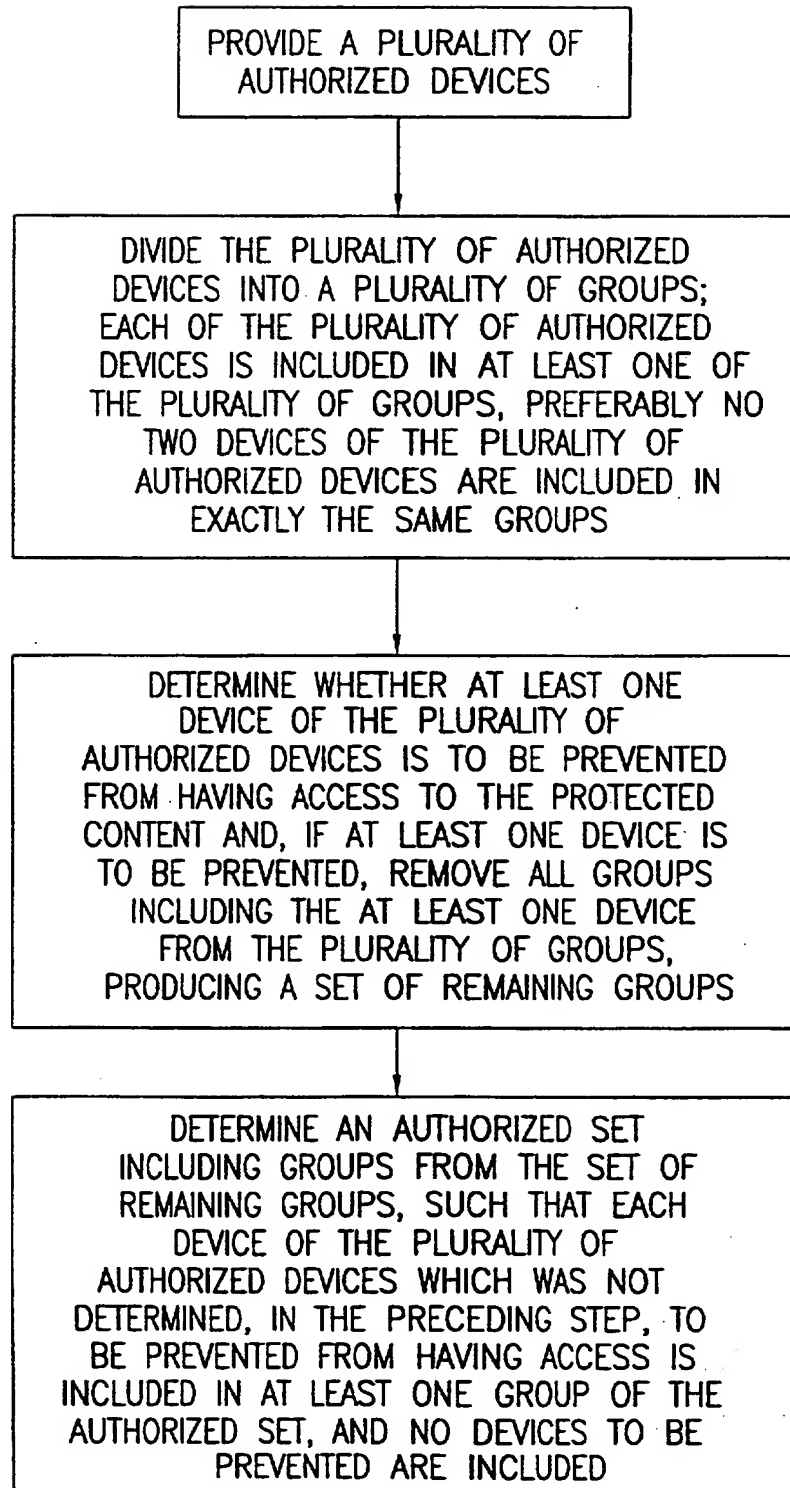 PROVIDE A PLURALITY OF
AUTHORIZED DEVICES
DIVIDE THE PLURALITY OF AUTHORIZED
DEVICES INTO A PLURALITY OF GROUPS;
EACH OF THE PLURALITY OF AUTHORIZED
DEVICES IS INCLUDED IN AT LEAST ONE OF
THE PLURALITY OF GROUPS, PREFERABLY NO
TWO DEVICES OF THE PLURALITY OF
AUTHORIZED DEVICES ARE INCLUDED IN
EXACTLY THE SAME GROUPS
DETERMINE WHETHER AT LEAST ONE
DEVICE OF THE PLURALITY OF
AUTHORIZED DEVICES IS TO BE PREVENTED
FROM HAVING ACCESS TO THE PROTECTED
CONTENT AND, IF AT LEAST ONE DEVICE IS
TO BE PREVENTED, REMOVE ALL GROUPS
INCLUDING THE AT LEAST ONE DEVICE
FROM THE PLURALITY OF GROUPS,
PRODUCING A SET OF REMAINING GROUPS
DETERMINE AN AUTHORIZED SET
INCLUDING GROUPS FROM THE SET OF
REMAINING GROUPS, SUCH THAT EACH
DEVICE OF THE PLURALITY OF
AUTHORIZED DEVICES WHICH WAS NOT
DETERMINED, IN THE PRECEDING STEP, TO
BE PREVENTED FROM HAVING ACCESS IS
INCLUDED IN AT LEAST ONE GROUP OF THE
AUTHORIZED SET, AND NO DEVICES TO BE
PREVENTED ARE INCLUDED